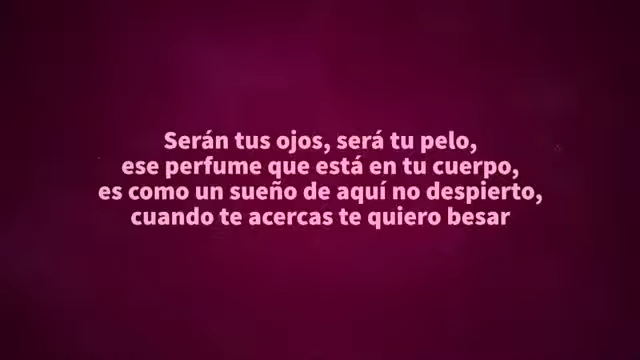 Serán tus ojos, será tu pelo,
ese perfume que está en tu cuerpo,
es como un sueño de aquí no despierto,
cuando te acercas te quiero besar